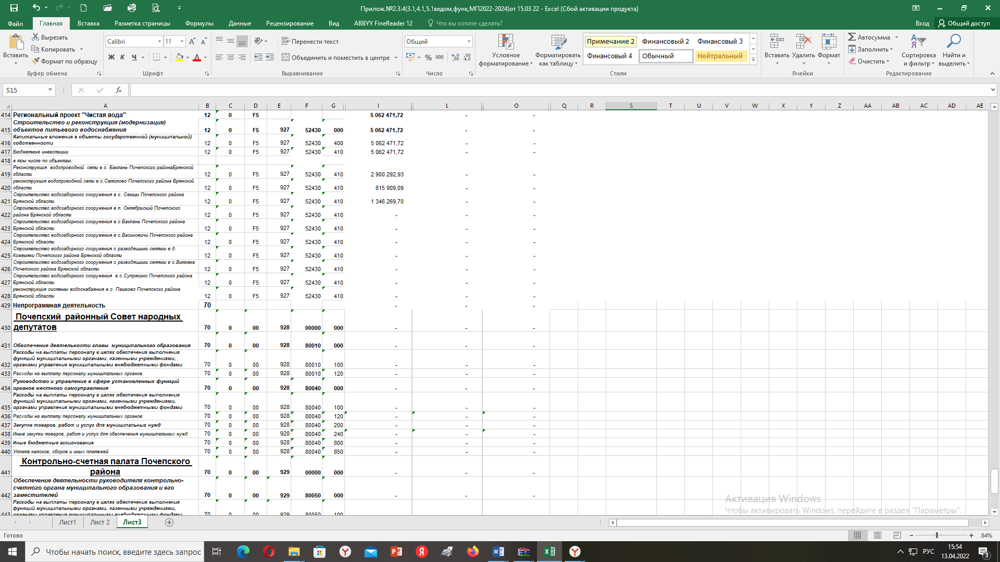 Прилож.№2.3.4(3.1,4.1,5.1ведом,функ,МП2022-2024)от 15.03 22 - Excel (Сбой активации продукта)
Файл Главная Вставка Разметка страницы Формулы Данные Рецензирование Вид ABBYY FineReader 12 Что вы хотите сделать? Вход Общий доступ
Вставить Вырезать Копировать Формат по образцу
Calibri 11 Ж К Ч А
Перенести текст
Объединить и поместить в центре
Общий % 000
Условное форматирование Форматировать как таблицу
Примечание 2 Финансовый 2 Финансовый 3
Финансовый 4 Обычный Нейтральный
Вставить Удалить Формат
Автосумма Заполнить Очистить
Сортировка и фильтр Найти и выделить
Буфер обмена Шрифт Выравнивание Число Стили Ячейки Редактирование
S15 fx
A B C D E F G I L O Q R S T U V W X Y Z AA AB AC AD AE
414 Региональный проект "Чистая вода" 12 0 F5 5 062 471,72 - -
Строительство и реконструкция (модернизация)
415 объектов питьевого водоснабжения 12 0 F5 927 52430 000 5 062 471,72 - -
Капитальные вложения в объекты государственной (муниципальной)
416 собственности 12 0 F5 927 52430 400 5 062 471,72 - -
417 Бюджетные инвестиции 12 0 F5 927 52430 410 5 062 471,72 - -
418 в том числе по объектам:
Реконструкция водопроводной сети в с. Баклань Почепского районаБрянской
419 области 12 0 F5 927 52430 410 2 900 292,93 - -
реконструкция водопроводной сети в с.Сетолово Почепского района Брянской
420 области 12 0 F5 927 52430 410 815 909,09 - -
Строительство водозаборного сооружения в с. Семцы Почепского района
421 Брянской области 12 0 F5 927 52430 410 1 346 269,70 - -
Строительство водозаборного сооружения в п. Октябрьский Почепского
422 района Брянской области 12 0 F5 927 52430 410 - - -
Строительство водозаборного сооружения в с.Баклань Почепского района
423 Брянской области 12 0 F5 927 52430 410 - - -
Строительство водозаборного сооружения в с.Васьковичи Почепского района
424 Брянской области 12 0 F5 927 52430 410 - - -
Строительство водозаборного сооружения с разводящими сетями в д.
425 Кожемяки Почепского района Брянской области 12 0 F5 927 52430 410 - - -
Строительство водозаборного сооружения с разводящими сетями в с.Витовка
426 Почепского района Брянской области 12 0 F5 927 52430 410 - - -
Строительство водозаборного сооружения в с.Супрягино Почепского района
427 Брянской области 12 0 F5 927 52430 410 - - -
реконструкция системы водоснабжения в с. Пашково Почепского района
428 Брянской области 12 0 F5 927 52430 410 - - -
429 Непрограммная деятельность 70 - - -
Почепский районный Совет народных
430 депутатов 70 0 00 928 00000 000 - - -
431 Обеспечение деятельности главы муниципального образования 70 0 00 928 80010 000 - - -
Расходы на выплаты персоналу в целях обеспечения выполнения
функций муниципальными органами, казенными учреждениями,
432 органами управления муниципальными внебюджетными фондами 70 0 00 928 80010 100 - - -
433 Расходы на выплату персоналу муниципальных органов 70 0 00 928 80010 120 - - -
Руководство и управление в сфере установленных функций
434 органов местного самоуправления 70 0 00 928 80040 000 - - -
Расходы на выплаты персоналу в целях обеспечения выполнения
функций муниципальными органами, казенными учреждениями,
435 органами управления муниципальными внебюджетными фондами 70 0 00 928 80040 100 - - -
436 Расходы на выплату персоналу муниципальных органов 70 0 00 928 80040 120 - - -
437 Закупка товаров, работ и услуг для муниципальных нужд 70 0 00 928 80040 200 - - -
438 Иные закупки товаров, работ и услуг для обеспечения муниципальных нужд 70 0 00 928 80040 240 - - -
439 Иные бюджетные ассигнования 70 0 00 928 80040 800 - - -
440 Уплата налогов, сборов и иных платежей 70 0 00 928 80040 850 - - -
Контрольно-счетная палата Почепского
441 района 70 0 00 929 00000 000 - - -
Обеспечение деятельности руководителя контрольно-
счетного органа муниципального образования и его
442 заместителей 70 0 00 929 80050 000 - - -
Расходы на выплаты персоналу в целях обеспечения выполнения
функций муниципальными органами, казенными учреждениями,
443 органами управления муниципальными внебюджетными фондами 70 0 00 929 80050 100
Активация Windows
Чтобы активировать Windows, перейдите в раздел "Параметры".
Лист1 Лист 2 Лист3
Готово 84%
Чтобы начать поиск, введите здесь запрос РУС 15:54
13.04.2022 3